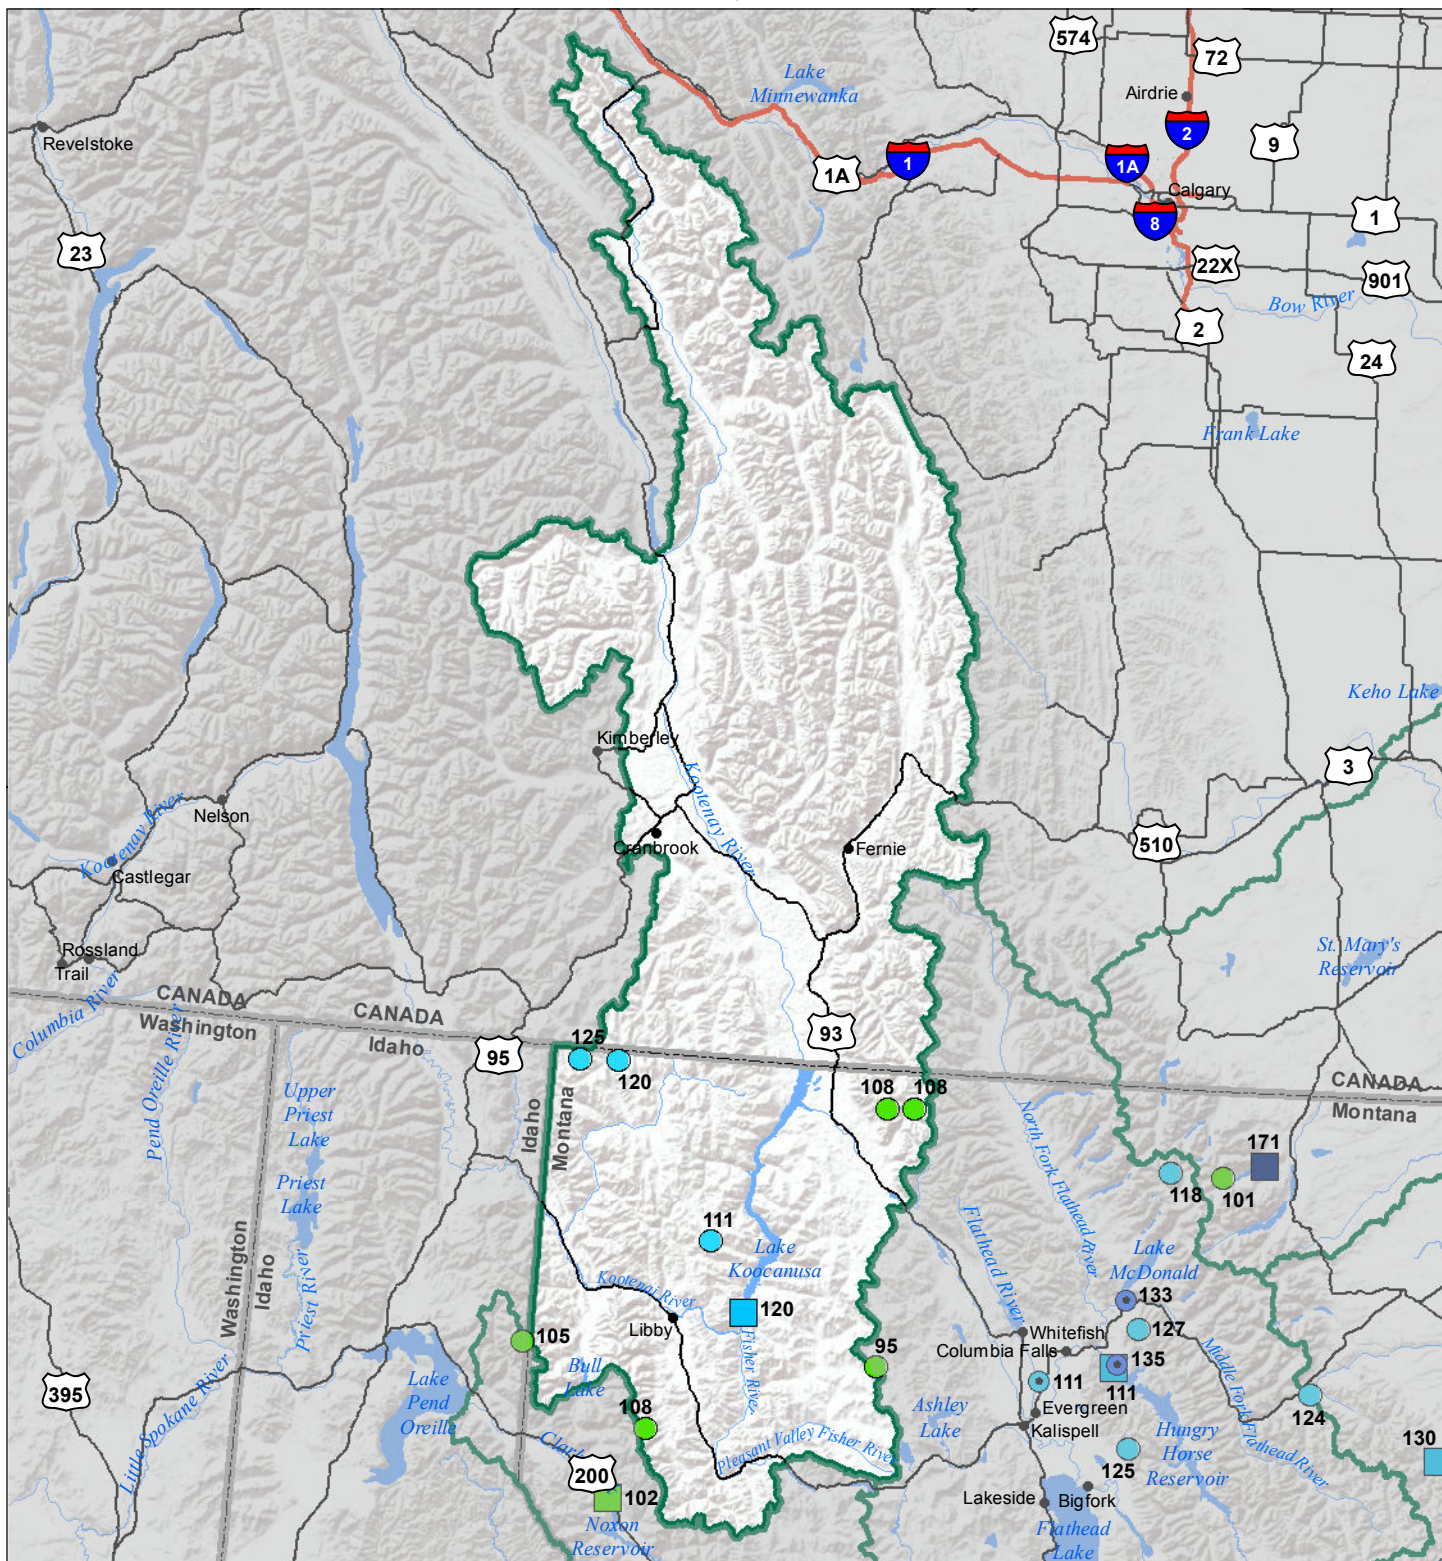 574
72
Lake
Minnewanka
Airdrie
2
9
Revelstoke
1A
1
1A
Calgary
8
1
23
22X
901
Bow River
2
24
Frank Lake
Keho Lake
Kimberley
3
Kootenay River
Nelson
Kootenay River
Cranbrook
Fernie
510
Castlegar
Rossland
Trail
St. Mary's
Reservoir
Columbia River
CANADA
Washington
CANADA
Idaho
95
125
120
93
108
108
CANADA
Montana
Pend Oreille River
Upper
Priest
Lake
Idaho
Montana
North Fork Flathead River
171
118
101
Priest
Lake
111
Lake
Koocanusa
Flathead River
Lake
McDonald
Washington
Idaho
Priest River
Kootenai River
120
Libby
Fisher River
133
Whitefish
127
Columbia Falls
105
Bull
Lake
95
135
111
111
Middle Fork Flathead River
395
Little Spokane River
Lake
Pend
Oreille
108
Ashley
Lake
Evergreen
Kalispell
124
Clark
Pleasant Valley Fisher River
Hungry
Horse
Reservoir
125
130
200
102
Noxon
Reservoir
Lakeside
Bigfork
Flathead
Lake